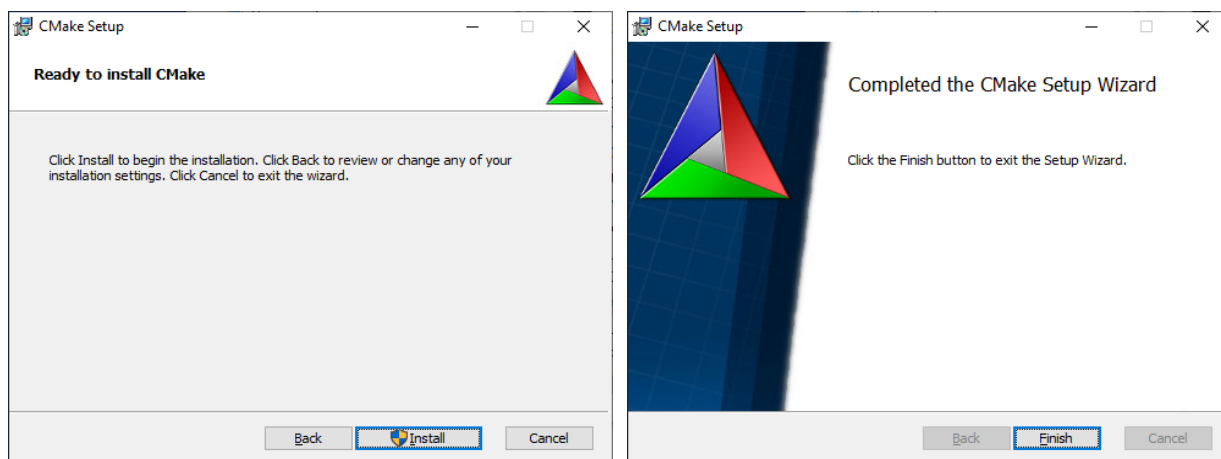 CMake Setup
Ready to install CMake
Click Install to begin the installation. Click Back to review or change any of your
installation settings. Click Cancel to exit the wizard.
Back
Install
Cancel
CMake Setup
Completed the CMake Setup Wizard
Click the Finish button to exit the Setup Wizard.
Back
Finish
Cancel